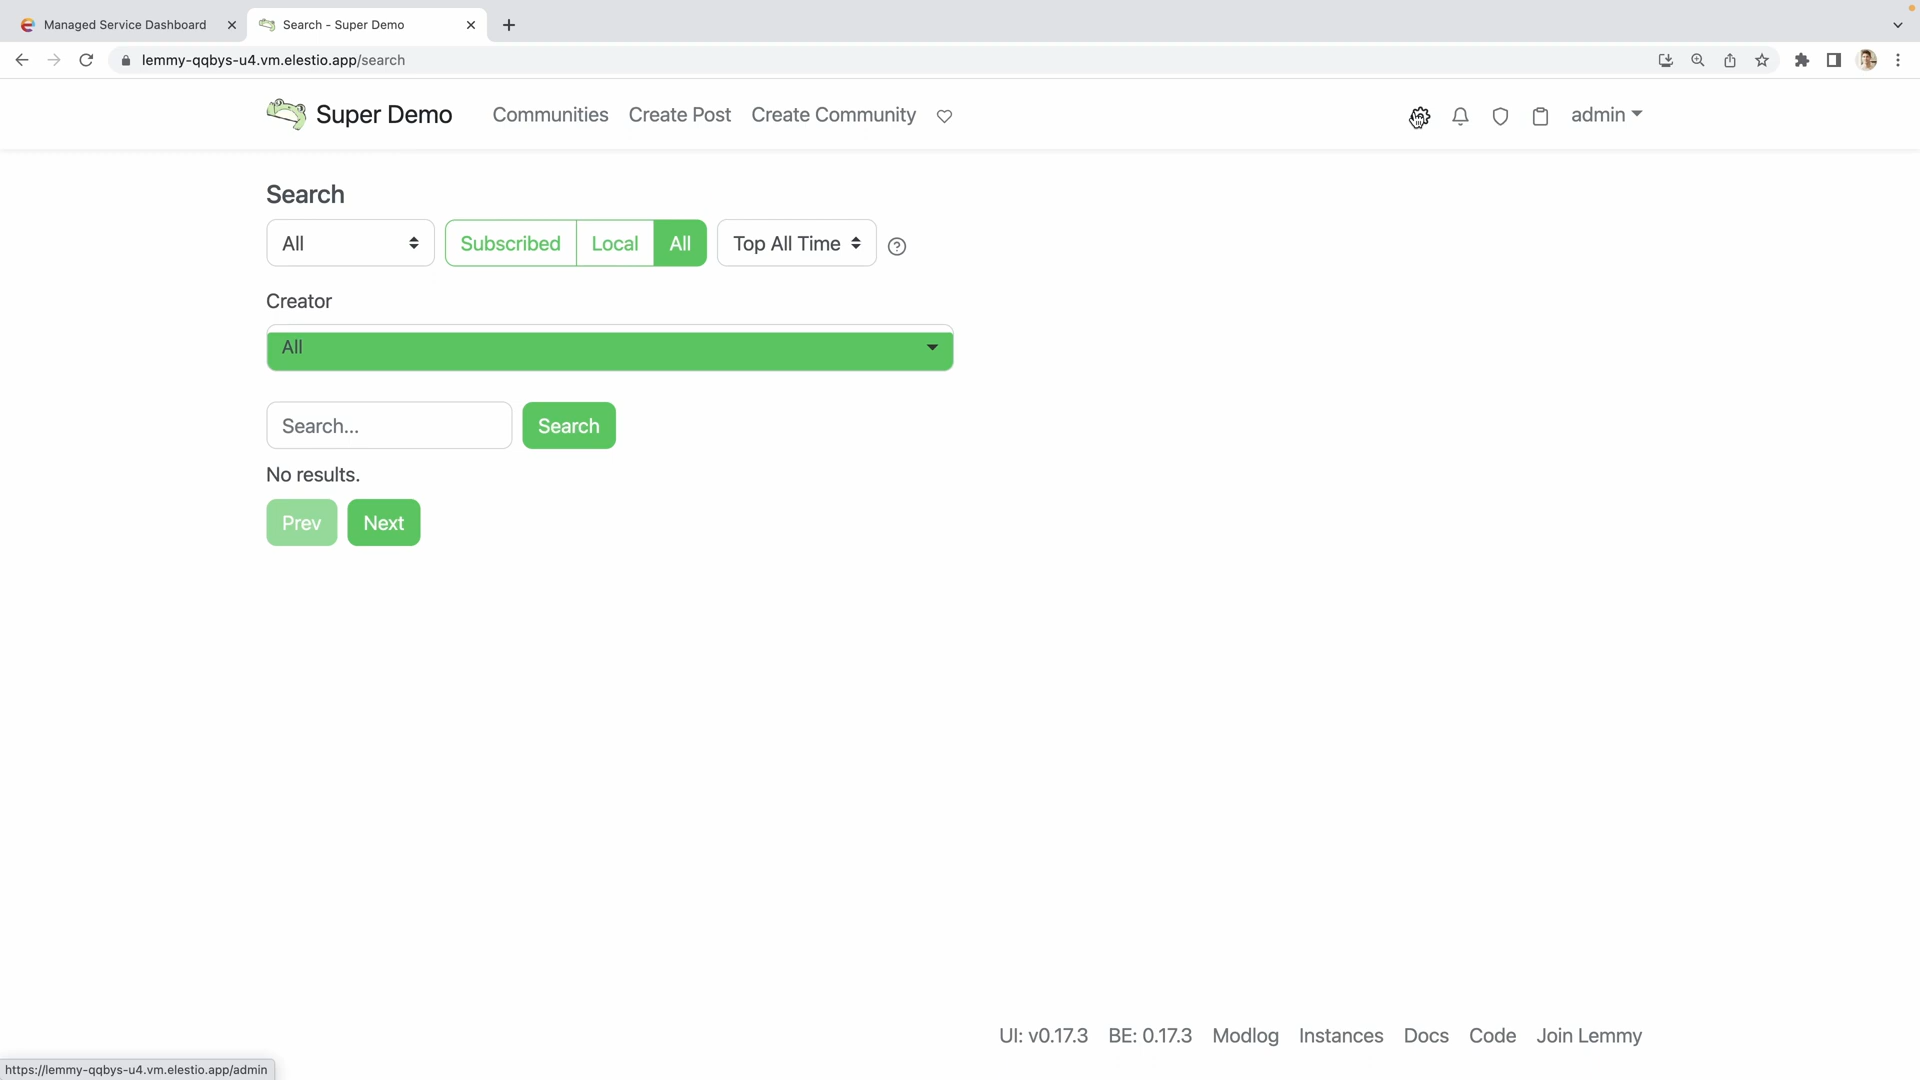 Managed Service Dashboard
Search - Super Demo
lemmy-qqbys-u4.vm.elestio.app/search
Super Demo
Communities
Create Post
Create Community
admin
Search
All
Subscribed
Local
All
Top All Time
Creator
All
Search...
Search
No results.
Prev
Next
UI: v0.17.3
BE: 0.17.3
Modlog
Instances
Docs
Code
Join Lemmy
https://lemmy-qqbys-u4.vm.elestio.app/admin